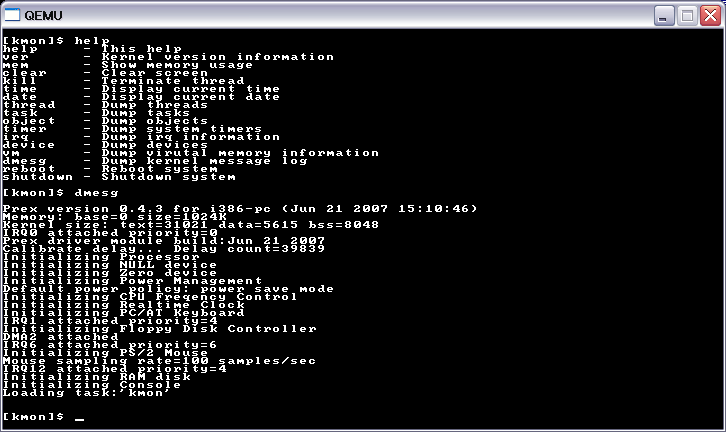 QEMU
[kmon]$ help
help - This help
ver - Kernel version information
mem - Show memory usage
clear - Clear screen
kill - Terminate thread
time - Display current time
date - Display current date
thread - Dump threads
task - Dump tasks
object - Dump objects
timer - Dump system timers
irq - Dump irq information
device - Dump devices
vm - Dump virutal memory information
dmesg - Dump kernel message log
reboot - Reboot system
shutdown - Shutdown system
[kmon]$ dmesg
Prex version 0.4.3 for i386-pc (Jun 21 2007 15:10:46)
Memory: base=0 size=1024K
Kernel size: text=31021 data=5615 bss=8048
IRQ0 attached priority=0
Prex driver module build:Jun 21 2007
Calibrate delay... Delay count=39839
Initializing Processor
Initializing NULL device
Initializing Zero device
Initializing Power Management
Default power policy: power save mode
Initializing CPU Freqency Control
Initializing Realtime Clock
Initializing PC/AT Keyboard
IRQ1 attached priority=4
Initializing Floppy Disk Controller
DMA2 attached
IRQ6 attached priority=6
Initializing PS/2 Mouse
Mouse sampling rate=100 samples/sec
IRQ12 attached priority=4
Initializing RAM disk
Initializing Console
Loading task:'kmon'
[kmon]$ _